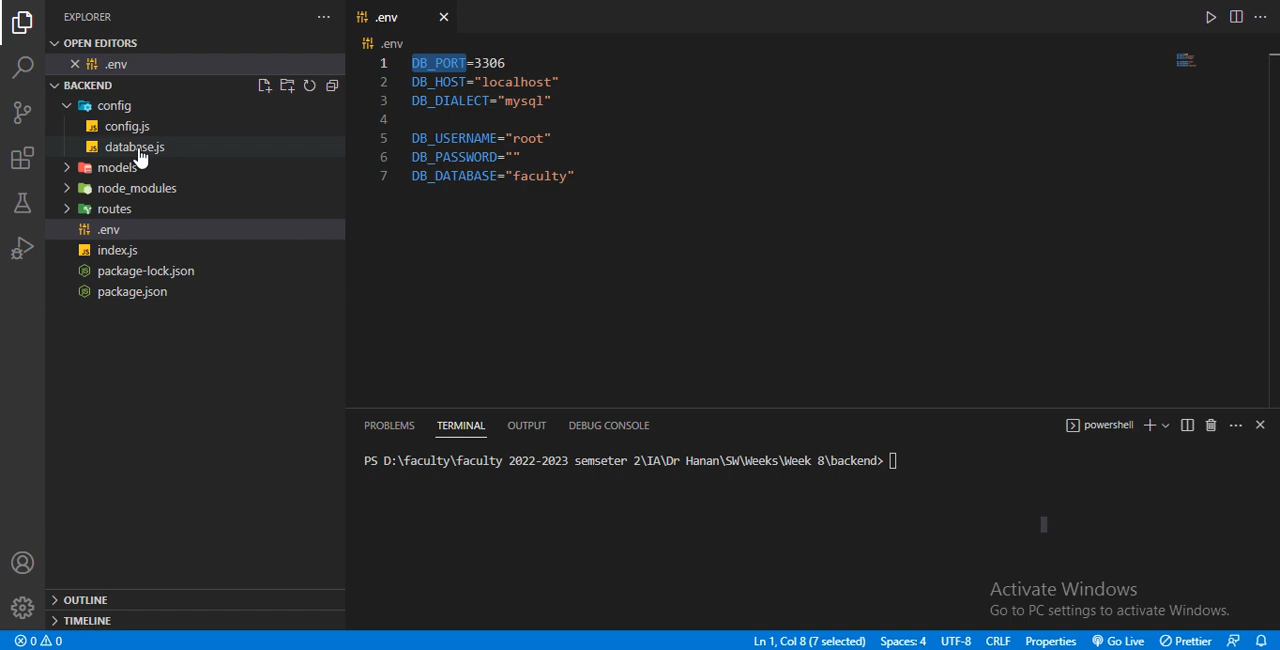 EXPLORER
OPEN EDITORS
.env
BACKEND
config
config.js
database.js
models
node_modules
routes
.env
index.js
package-lock.json
package.json
OUTLINE
TIMELINE
.env
.env
1 DB_PORT=3306
2 DB_HOST="localhost"
3 DB_DIALECT="mysql"
4
5 DB_USERNAME="root"
6 DB_PASSWORD=""
7 DB_DATABASE="faculty"
PROBLEMS TERMINAL OUTPUT DEBUG CONSOLE powershell
PS D:\faculty\faculty 2022-2023 semseter 2\IA\Dr Hanan\SW\Weeks\Week 8\backend>
Activate Windows
Go to PC settings to activate Windows.
0 0 Ln 1, Col 8 (7 selected) Spaces: 4 UTF-8 CRLF Properties Go Live Prettier